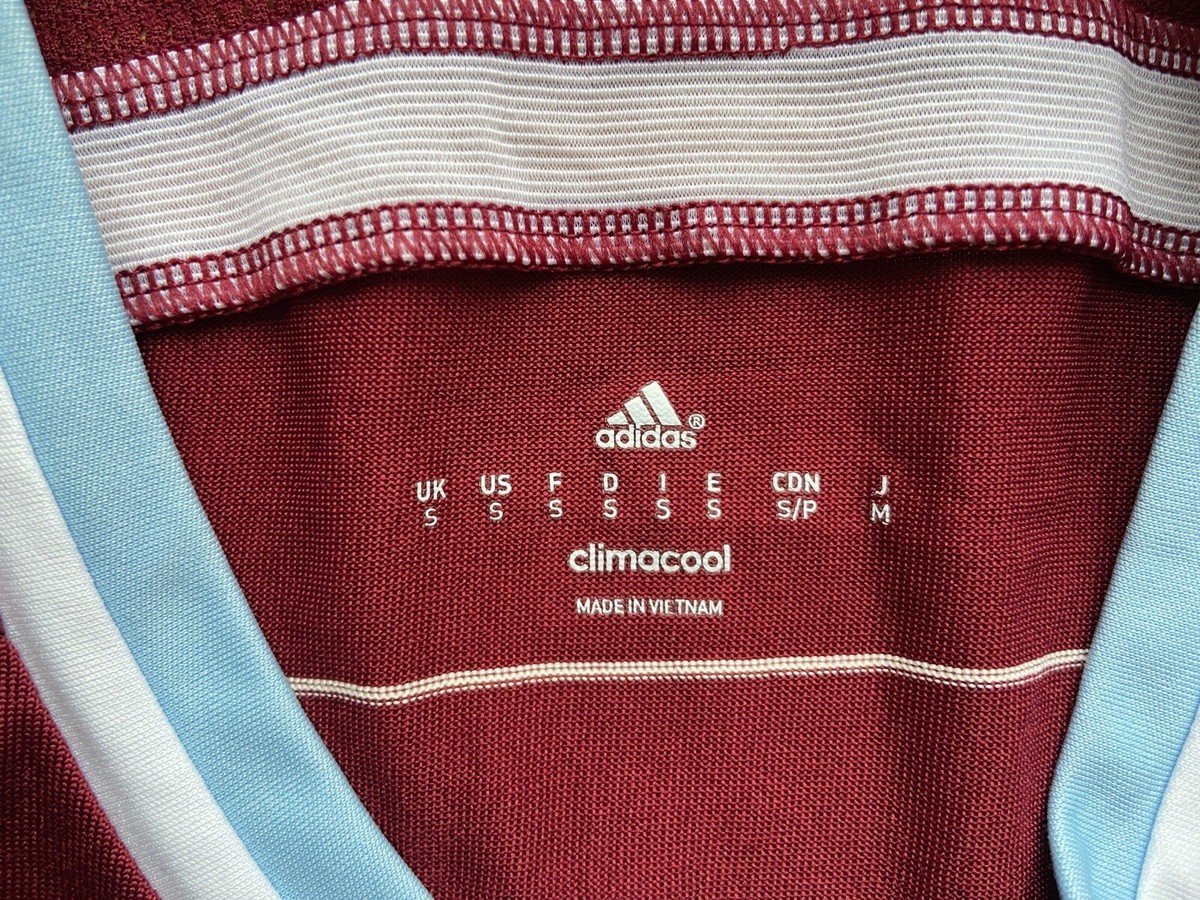 adidas®
UK US F D I E CDN J
S S S S S S S/P M
climacool
MADE IN VIETNAM